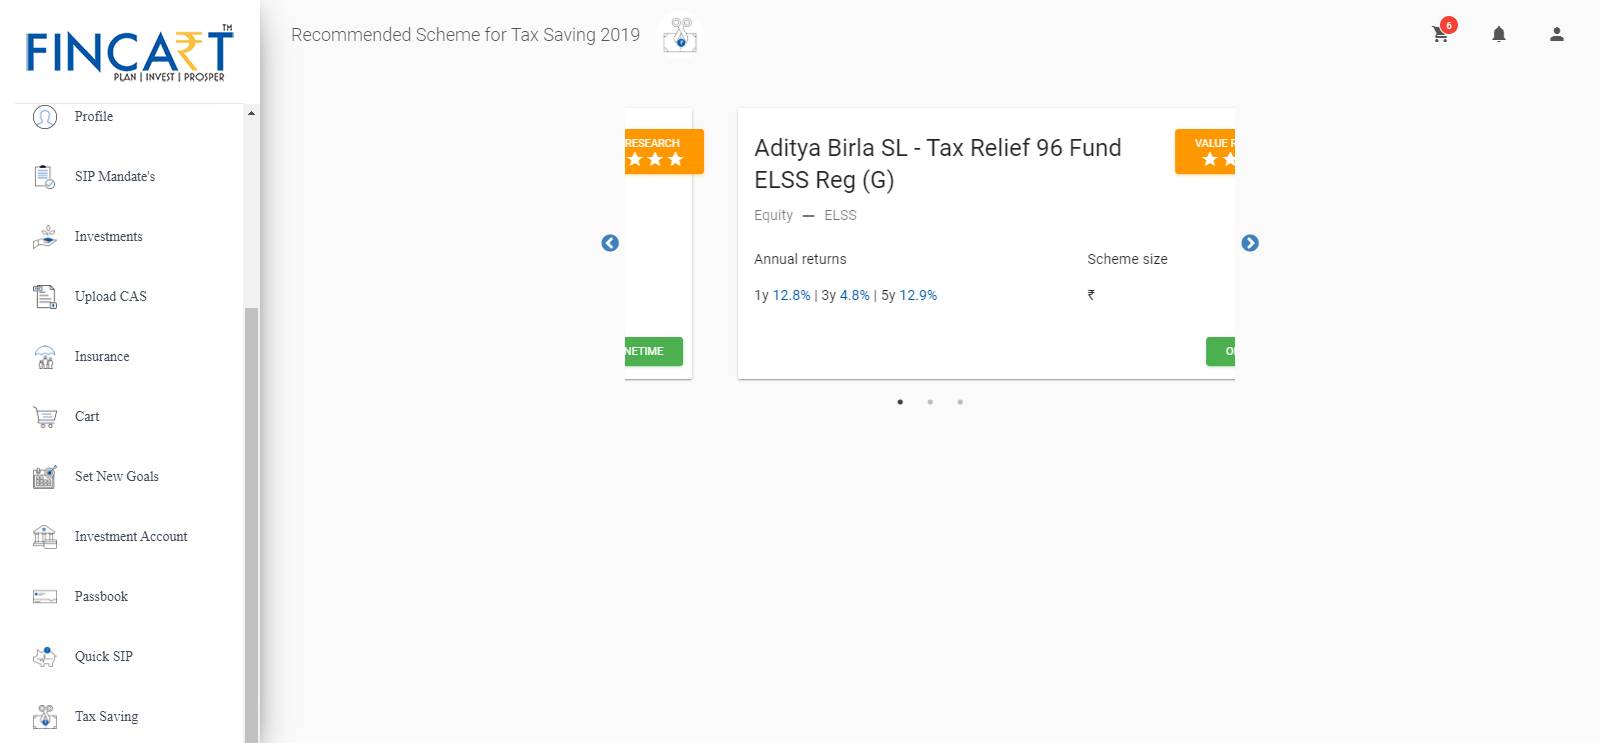 FINCART
TM
PLAN | INVEST | PROSPER
Profile
SIP Mandate's
Investments
Upload CAS
Insurance
Cart
Set New Goals
Investment Account
Passbook
Quick SIP
Tax Saving
Recommended Scheme for Tax Saving 2019
6
RESEARCH
NETIME
Aditya Birla SL - Tax Relief 96 Fund
ELSS Reg (G)
VALUE R
Equity — ELSS
Annual returns
Scheme size
1y 12.8% | 3y 4.8% | 5y 12.9%
₹